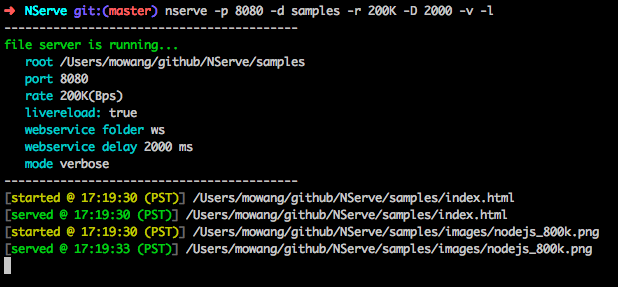 ➜ NServe git:(master) nserve -p 8080 -d samples -r 200K -D 2000 -v -l
------------------------------------------
file server is running...
root /Users/mowang/github/NServe/samples
port 8080
rate 200K(Bps)
livereload: true
webservice folder ws
webservice delay 2000 ms
mode verbose
------------------------------------------
[started @ 17:19:30 (PST)] /Users/mowang/github/NServe/samples/index.html
[served @ 17:19:30 (PST)] /Users/mowang/github/NServe/samples/index.html
[started @ 17:19:30 (PST)] /Users/mowang/github/NServe/samples/images/nodejs_800k.png
[served @ 17:19:33 (PST)] /Users/mowang/github/NServe/samples/images/nodejs_800k.png